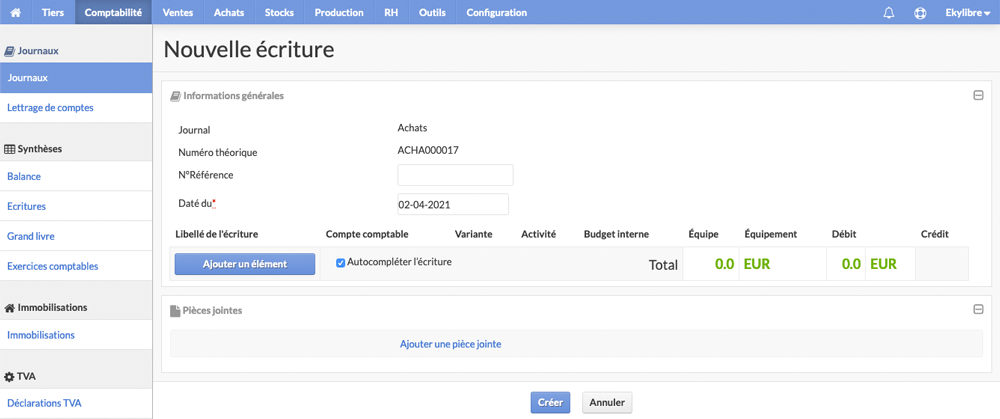 Tiers Comptabilité Ventes Achats Stocks Production RH Outils Configuration Ekylibre
Journaux
Journaux
Lettrage de comptes
Synthèses
Balance
Ecritures
Grand livre
Exercices comptables
Immobilisations
Immobilisations
TVA
Déclarations TVA
Nouvelle écriture
Informations générales
Journal Achats
Numéro théorique ACHA000017
N°Référence
Daté du* 02-04-2021
Libellé de l'écriture Compte comptable Variante Activité Budget interne Équipe Équipement Débit Crédit
Ajouter un élément Autocompléter l'écriture Total 0.0 EUR 0.0 EUR
Pièces jointes
Ajouter une pièce jointe
Créer Annuler